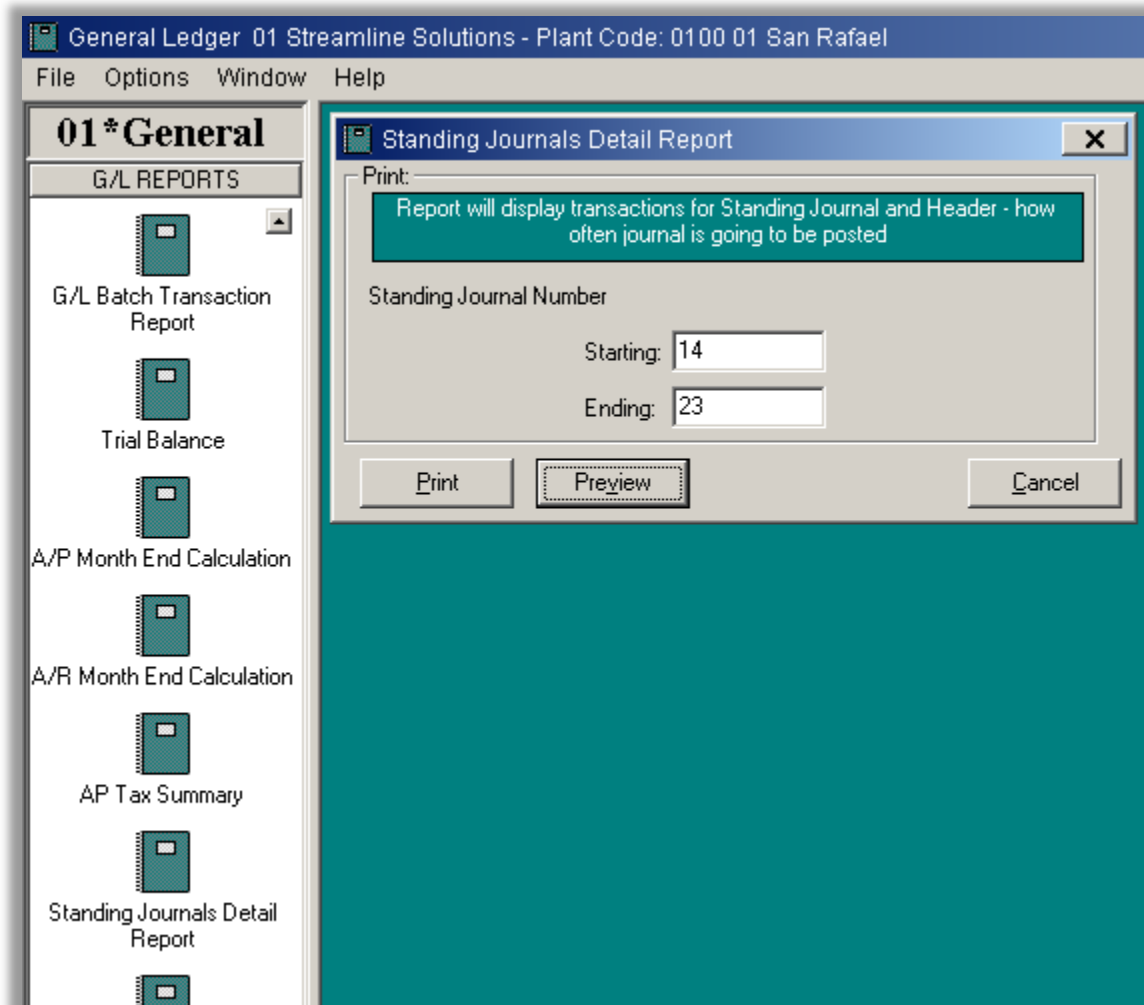 General Ledger 01 Streamline Solutions - Plant Code: 0100 01 San Rafael
File Options Window Help
01*General
G/L REPORTS
G/L Batch Transaction
Report
Trial Balance
A/P Month End Calculation
A/R Month End Calculation
AP Tax Summary
Standing Journals Detail
Report
Standing Journals Detail Report
Print:
Report will display transactions for Standing Journal and Header - how
often journal is going to be posted
Standing Journal Number
Starting: 14
Ending: 23
Print Preview Cancel